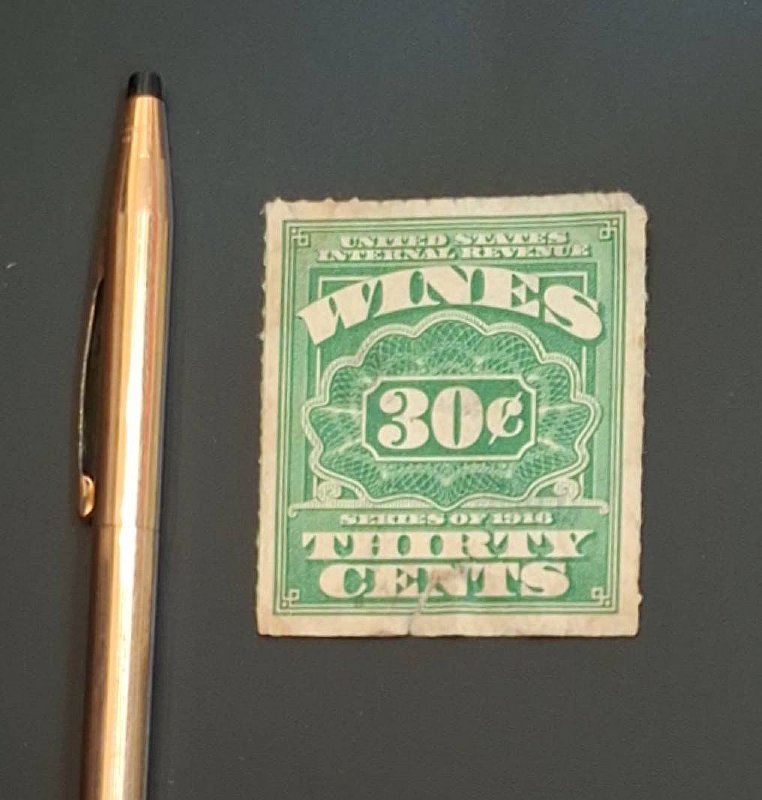 UNITED STATES
INTERNAL REVENUE
WINES
30¢
SERIES OF 1916
THIRTY
CENTS